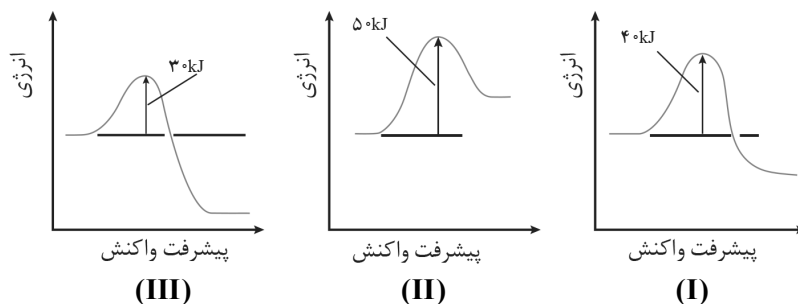 ۳۰kJ
انرژی
پیشرفت واکنش
(III)
۵۰kJ
انرژی
پیشرفت واکنش
(II)
۴۰kJ
انرژی
پیشرفت واکنش
(I)